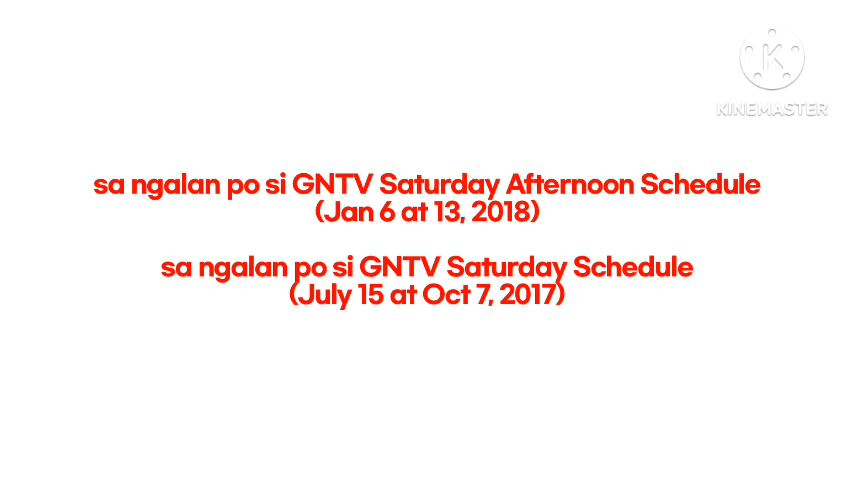 KINEMASTER
sa ngalan po si GNTV Saturday Afternoon Schedule
(Jan 6 at 13, 2018)
sa ngalan po si GNTV Saturday Schedule
(July 15 at Oct 7, 2017)